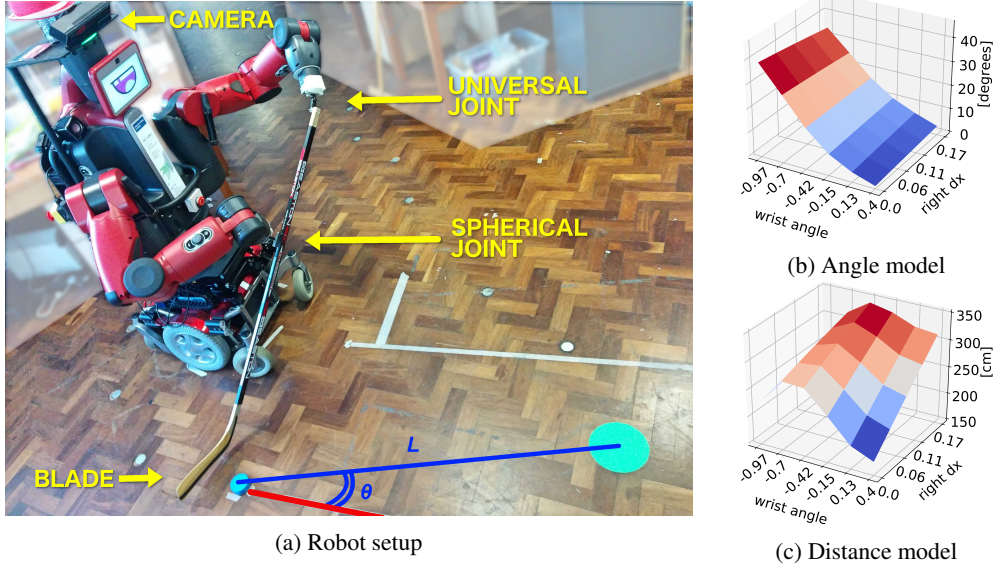 CAMERA
UNIVERSAL
JOINT
SPHERICAL
JOINT
BLADE
L
θ
(a) Robot setup
40
30
20
10
0
[degrees]
-0.97
-0.7
-0.42
-0.15
0.13
0.4
0.0
0.06
0.11
0.17
wrist angle
right dx
(b) Angle model
350
300
250
200
150
[cm]
-0.97
-0.7
-0.42
-0.15
0.13
0.4
0.0
0.06
0.11
0.17
wrist angle
right dx
(c) Distance model